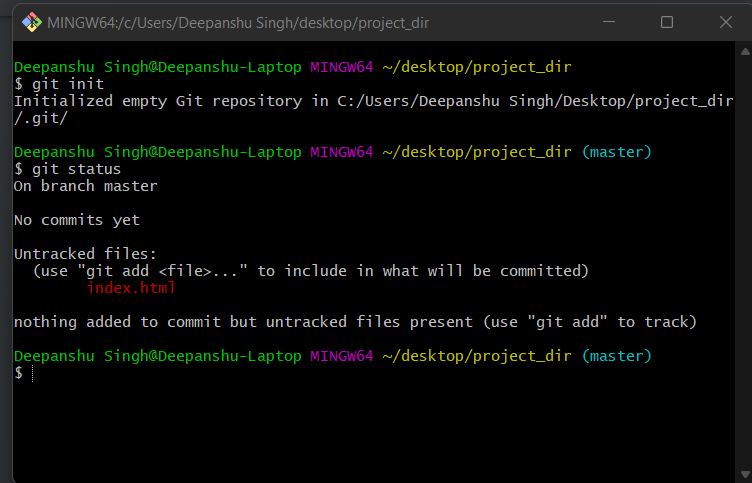 MINGW64:/c/Users/Deepanshu Singh/desktop/project_dir
Deepanshu Singh@Deepanshu-Laptop MINGW64 ~/desktop/project_dir
$ git init
Initialized empty Git repository in C:/Users/Deepanshu Singh/Desktop/project_dir
/.git/
Deepanshu Singh@Deepanshu-Laptop MINGW64 ~/desktop/project_dir (master)
$ git status
On branch master
No commits yet
Untracked files:
  (use "git add <file>..." to include in what will be committed)
        index.html
nothing added to commit but untracked files present (use "git add" to track)
Deepanshu Singh@Deepanshu-Laptop MINGW64 ~/desktop/project_dir (master)
$